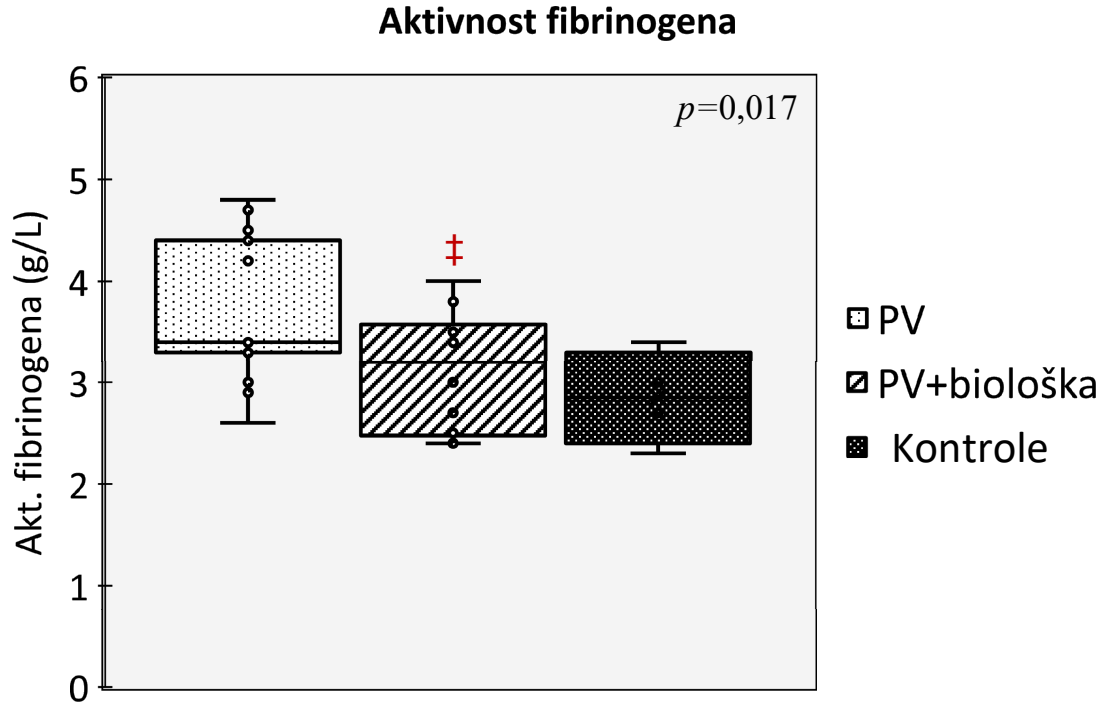 Aktivnost fibrinogena
Akt. fibrinogena (g/L)
6
5
4
3
2
1
0
p=0,017
‡
PV
PV+biološka
Kontrole